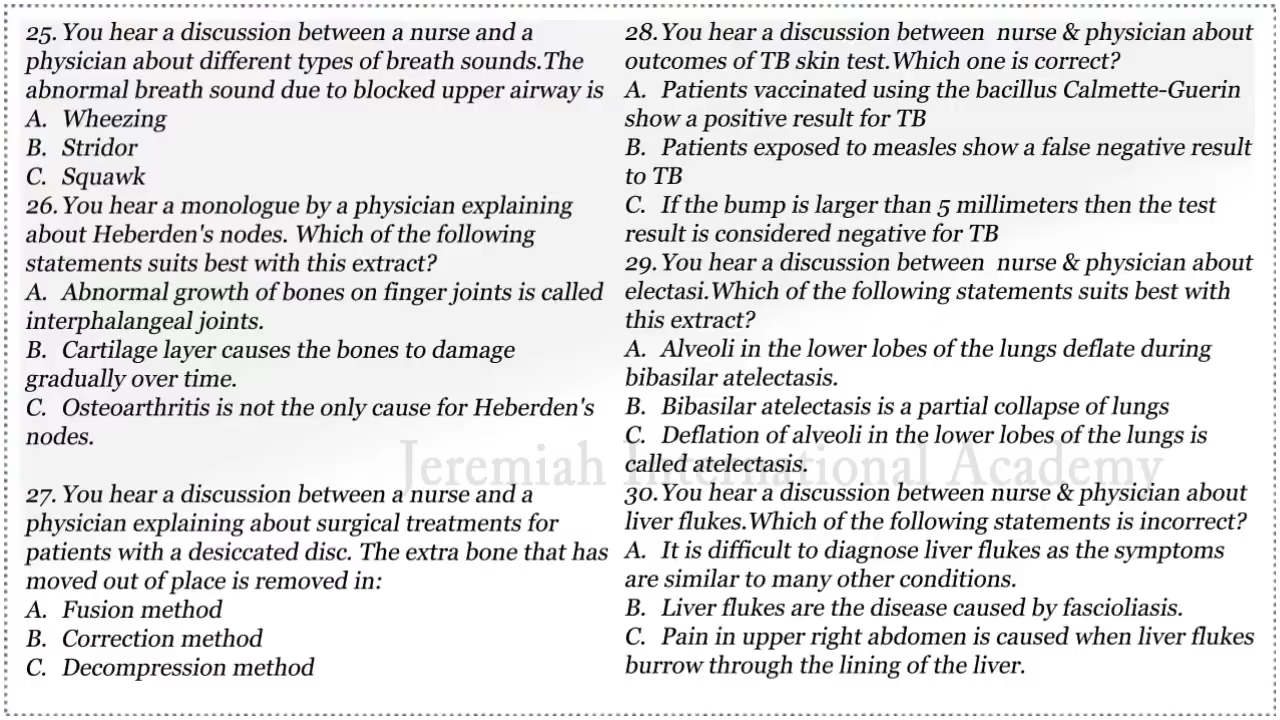 25. You hear a discussion between a nurse and a
physician about different types of breath sounds.The
abnormal breath sound due to blocked upper airway is
A. Wheezing
B. Stridor
C. Squawk
26. You hear a monologue by a physician explaining
about Heberden's nodes. Which of the following
statements suits best with this extract?
A. Abnormal growth of bones on finger joints is called
interphalangeal joints.
B. Cartilage layer causes the bones to damage
gradually over time.
C. Osteoarthritis is not the only cause for Heberden's
nodes.
27. You hear a discussion between a nurse and a
physician explaining about surgical treatments for
patients with a desiccated disc. The extra bone that has
moved out of place is removed in:
A. Fusion method
B. Correction method
C. Decompression method
28. You hear a discussion between nurse & physician about
outcomes of TB skin test.Which one is correct?
A. Patients vaccinated using the bacillus Calmette-Guerin
show a positive result for TB
B. Patients exposed to measles show a false negative result
to TB
C. If the bump is larger than 5 millimeters then the test
result is considered negative for TB
29. You hear a discussion between nurse & physician about
electasi.Which of the following statements suits best with
this extract?
A. Alveoli in the lower lobes of the lungs deflate during
bibasilar atelectasis.
B. Bibasilar atelectasis is a partial collapse of lungs
C. Deflation of alveoli in the lower lobes of the lungs is
called atelectasis.
30. You hear a discussion between nurse & physician about
liver flukes.Which of the following statements is incorrect?
A. It is difficult to diagnose liver flukes as the symptoms
are similar to many other conditions.
B. Liver flukes are the disease caused by fascioliasis.
C. Pain in upper right abdomen is caused when liver flukes
burrow through the lining of the liver.
Jeremiah International Academy